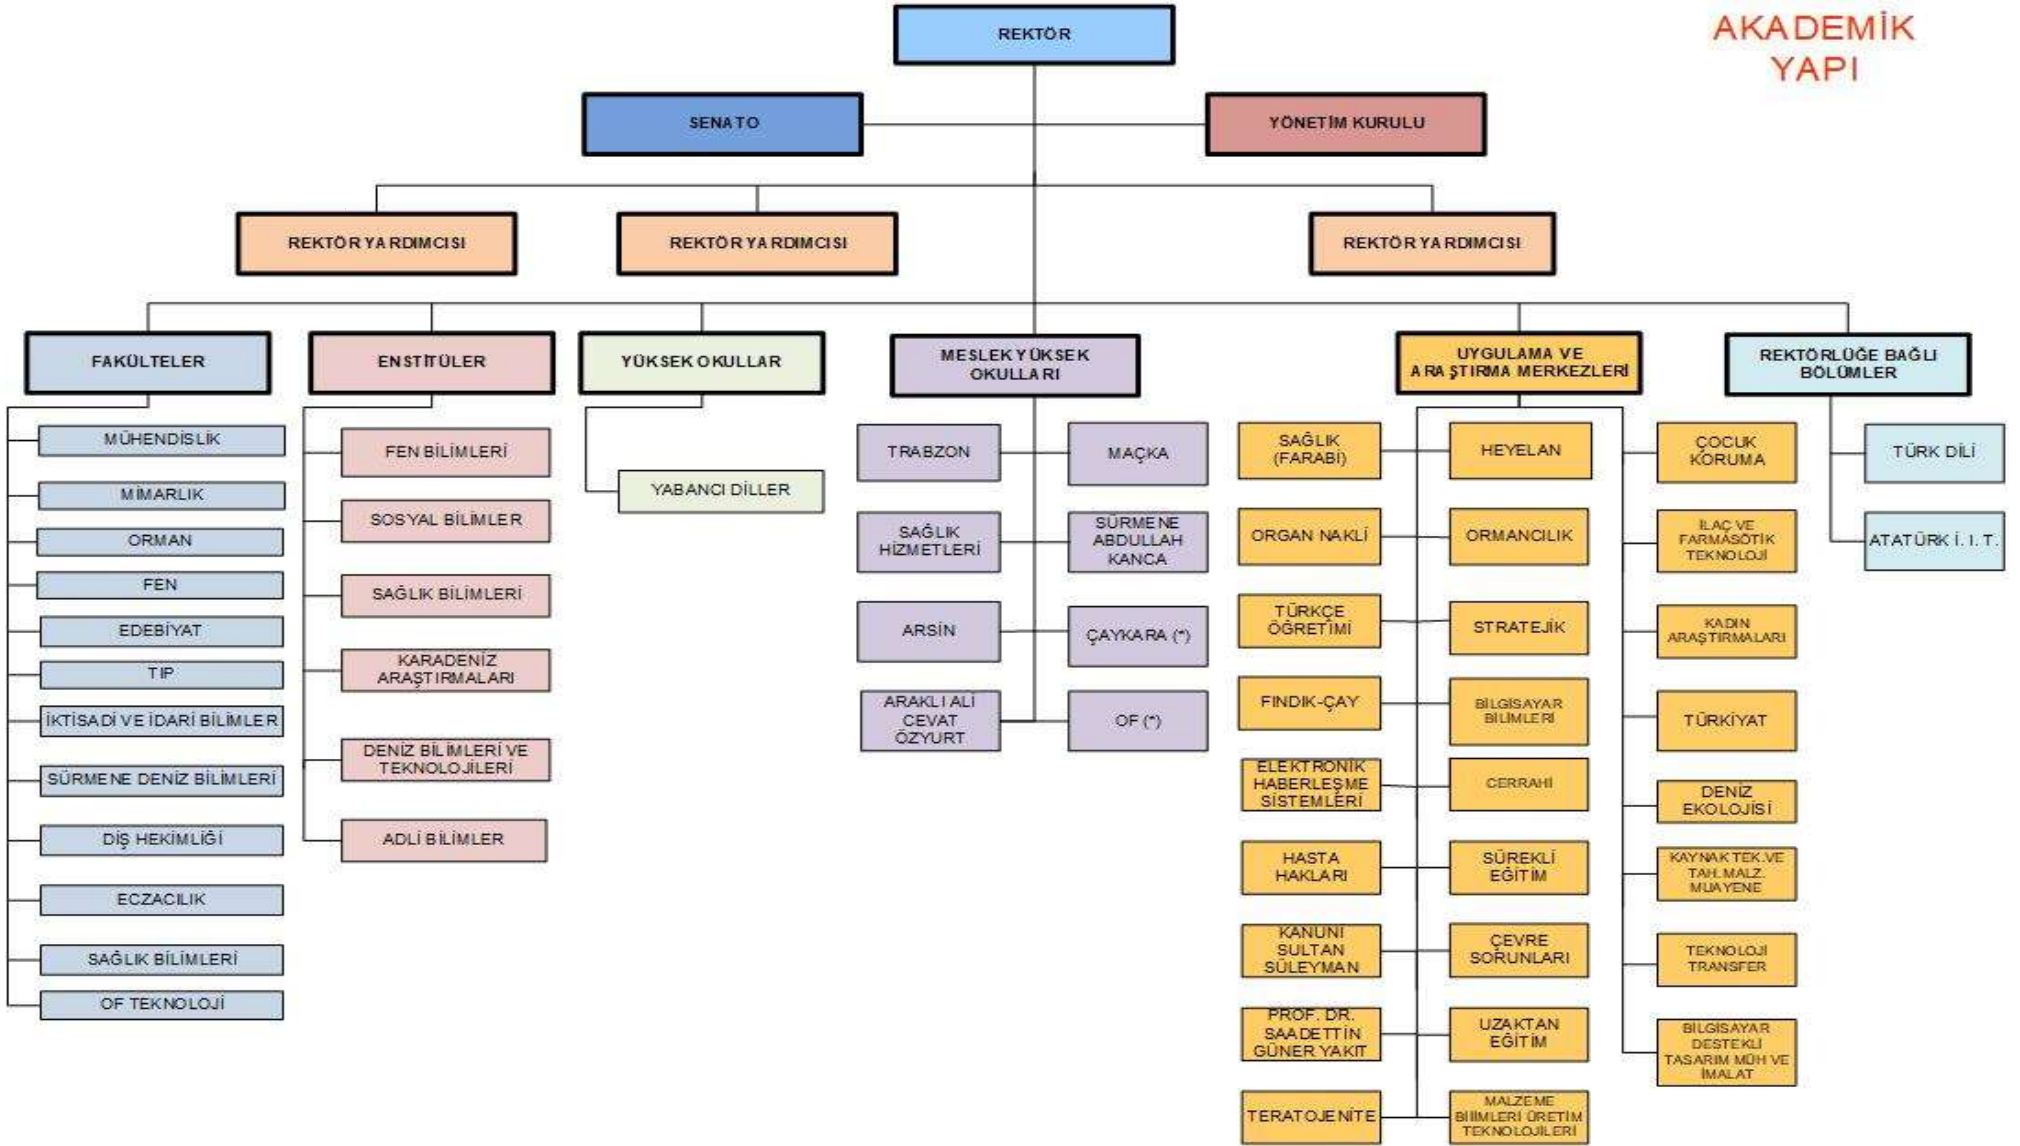 AKADEMİK
YAPI
REKTÖR
SENATO
YÖNETİM KURULU
REKTÖR YARDIMCISI
REKTÖR YARDIMCISI
REKTÖR YARDIMCISI
FAKÜLTELER
MÜHENDİSLİK
MİMARLIK
ORMAN
FEN
EDEBİYAT
TIP
İKTİSADİ VE İDARİ BİLİMLER
SÜRMENE DENİZ BİLİMLERİ
DİŞ HEKİMLİĞİ
ECZACILIK
SAĞLIK BİLİMLERİ
OF TEKNOLOJİ
ENSTİTÜLER
FEN BİLİMLERİ
SOSYAL BİLİMLER
SAĞLIK BİLİMLERİ
KARADENİZ
ARAŞTIRMALARI
DENİZ BİLİMLERİ VE
TEKNOLOJİLERİ
ADLİ BİLİMLER
YÜKSEK OKULLAR
YABANCI DİLLER
MESLEK YÜKSEK
OKULLARI
TRABZON
MAÇKA
SAĞLIK
HİZMETLERİ
SÜRMENE
ABDULLAH
KANCA
ARSİN
ÇAYKARA (*)
ARAKLI ALİ
CEVAT
ÖZYURT
OF (*)
UYGULAMA VE
ARAŞTIRMA MERKEZLERİ
SAĞLIK
(FARABİ)
HEYELAN
ÇOCUK
KORUMA
ORGAN NAKLİ
ORMANCILIK
İLAÇ VE
FARMASÖTİK
TEKNOLOJİ
TÜRKÇE
ÖĞRETİMİ
STRATEJİK
KADIN
ARAŞTIRMALARI
FINDIK-ÇAY
BİLGİSAYAR
BİLİMLERİ
TÜRKİYAT
ELEKTRONİK
HABERLEŞME
SİSTEMLERİ
CERRAHİ
DENİZ
EKOLOJİSİ
HASTA
HAKLARI
SÜREKLİ
EĞİTİM
KAYNAK TEK.VE
TAH. MALZ.
MUAYENE
KANUNİ
SULTAN
SÜLEYMAN
ÇEVRE
SORUNLARI
TEKNOLOJİ
TRANSFER
PROF. DR.
SAADETTİN
GÜNER YAKIT
UZAKTAN
EĞİTİM
BİLGİSAYAR
DESTEKLİ
TASARIM MÜH VE
İMALAT
TERATOJENİTE
MALZEME
BİlİMLERİ ÜRETİM
TEKNOLOJİLERİ
REKTÖRLÜĞE BAĞLI
BÖLÜMLER
TÜRK DİLİ
ATATÜRK İ. I. T.